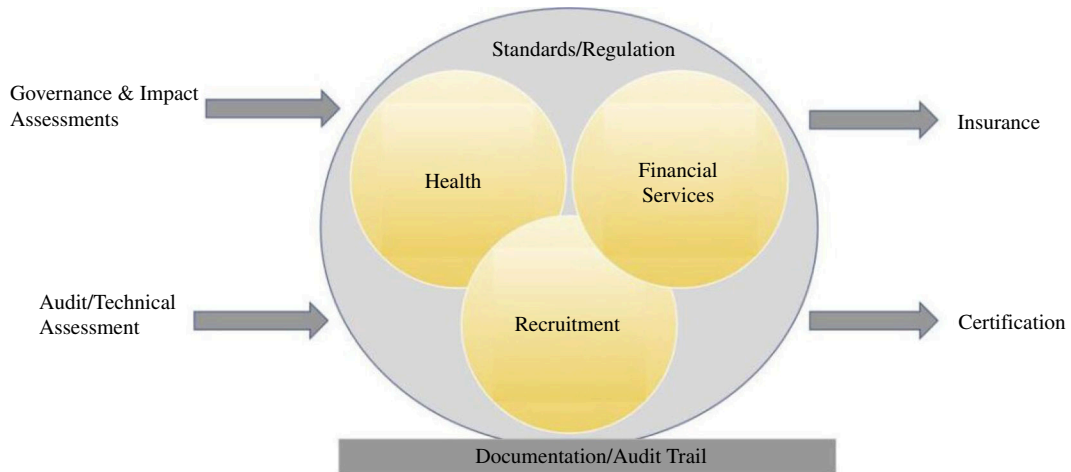 Standards/Regulation
Governance & Impact
Assessments
Insurance
Health
Financial
Services
Audit/Technical
Assessment
Recruitment
Certification
Documentation/Audit Trail